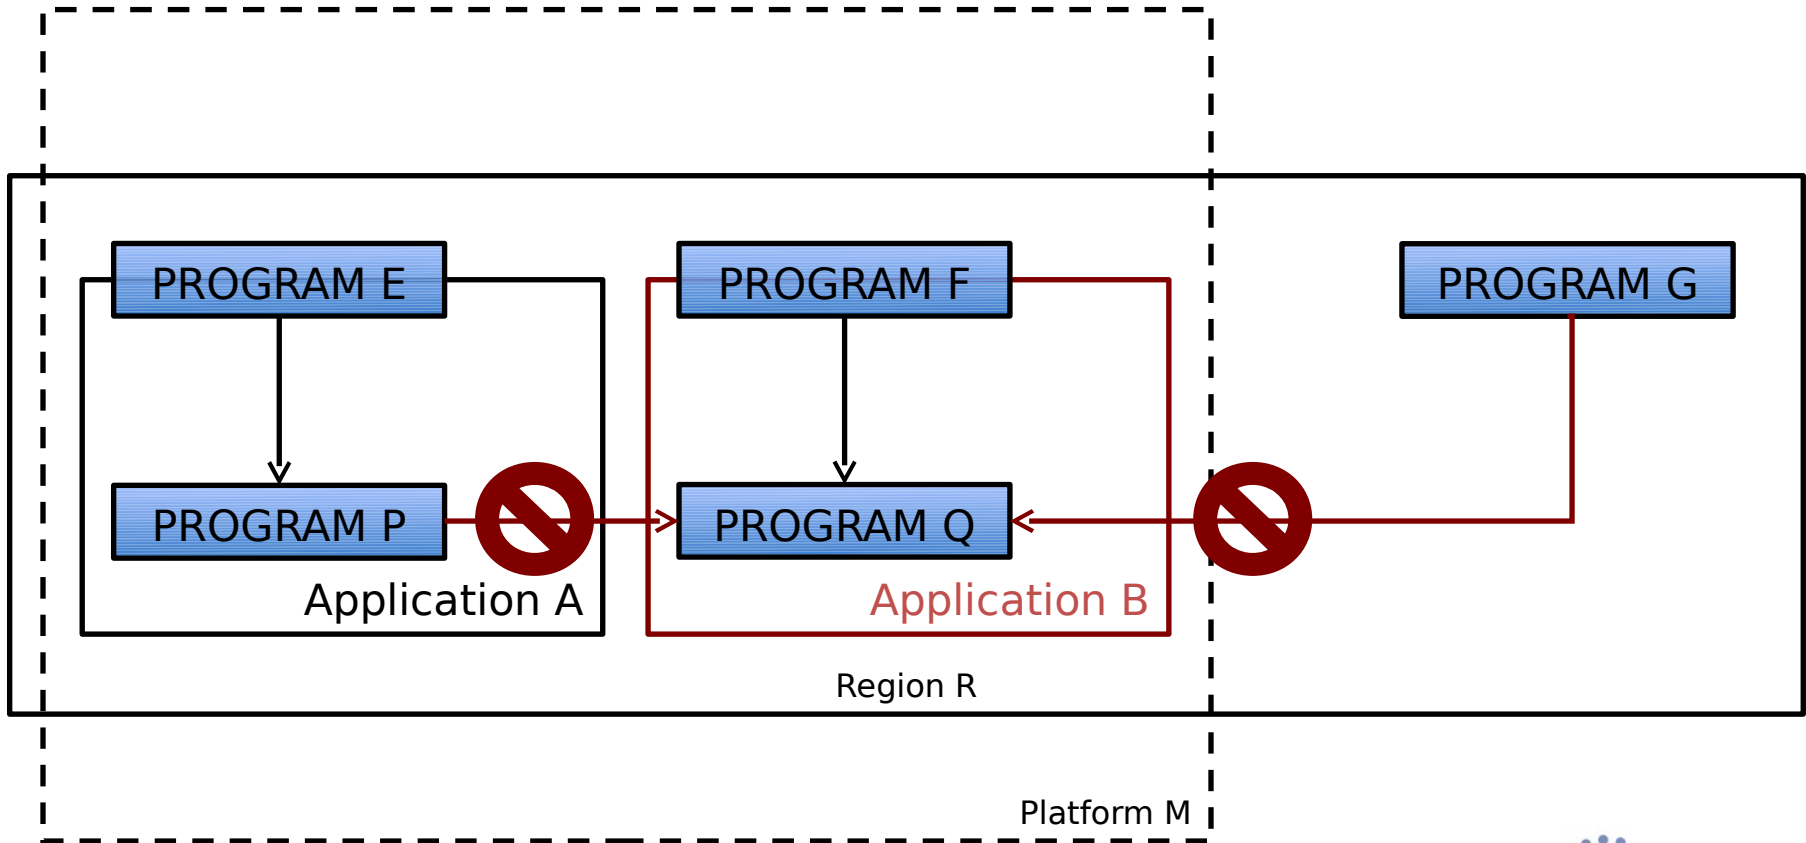 PROGRAM E
PROGRAM F
PROGRAM G
PROGRAM P
PROGRAM Q
Application A
Application B
Region R
Platform M